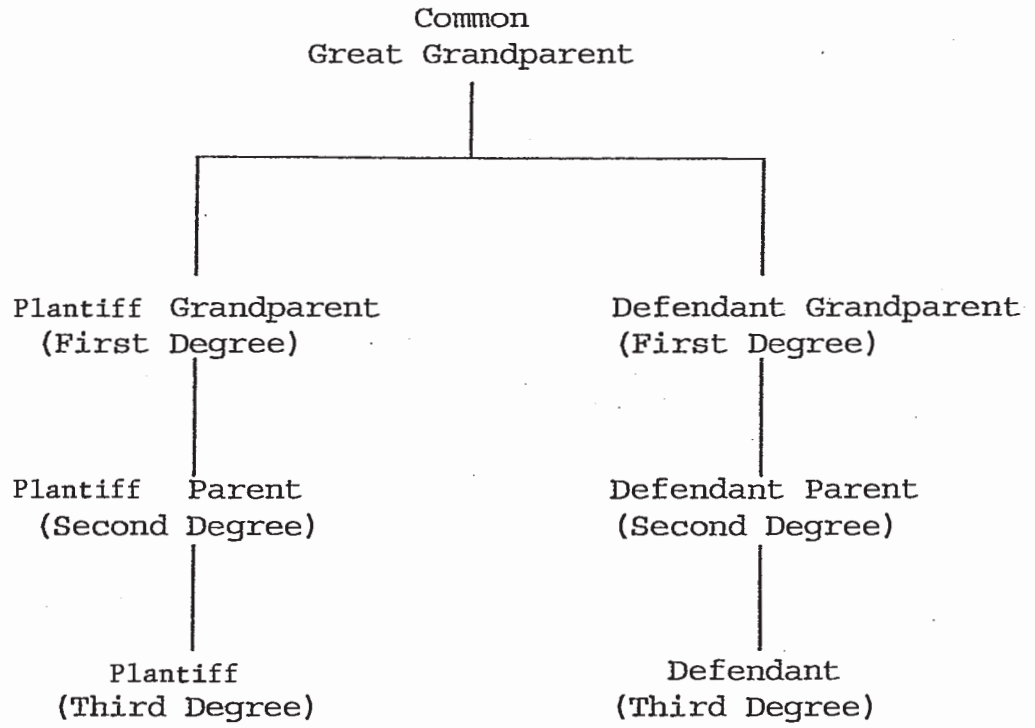 Common
Great Grandparent
Plantiff Grandparent
(First Degree)
Defendant Grandparent
(First Degree)
Plantiff Parent
(Second Degree)
Defendant Parent
(Second Degree)
Plantiff
(Third Degree)
Defendant
(Third Degree)